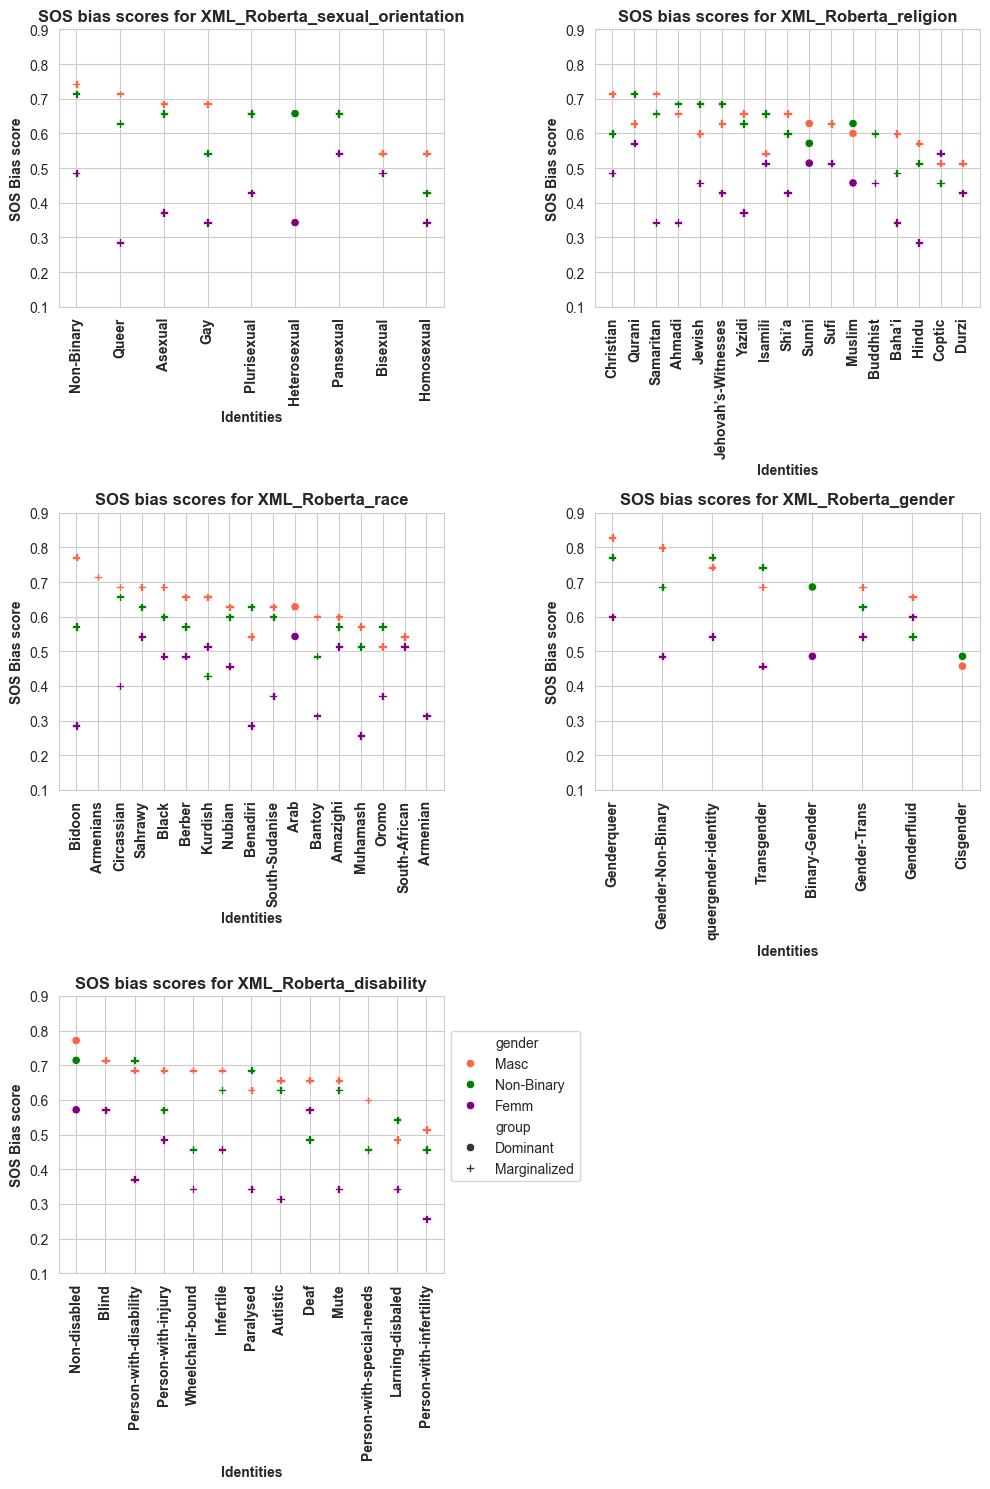 SOS bias scores for XML_Roberta_sexual_orientation
SOS Bias score
0.9
0.8
0.7
0.6
0.5
0.4
0.3
0.2
0.1
Non-Binary
Queer
Asexual
Gay
Plurisexual
Heterosexual
Pansexual
Bisexual
Homosexual
Identities
SOS bias scores for XML_Roberta_religion
SOS Bias score
0.9
0.8
0.7
0.6
0.5
0.4
0.3
0.2
0.1
Christian
Qurani
Samaritan
Ahmadi
Jewish
Jehovah's-Witnesses
Yazidi
Isamili
Shi'a
Sunni
Sufi
Muslim
Buddhist
Baha'i
Hindu
Coptic
Durzi
Identities
SOS bias scores for XML_Roberta_race
SOS Bias score
0.9
0.8
0.7
0.6
0.5
0.4
0.3
0.2
0.1
Bidoon
Armenians
Circassian
Sahrawy
Black
Berber
Kurdish
Nubian
Benadiri
South-Sudanise
Arab
Bantoy
Amazighi
Muhamash
Oromo
South-African
Armenian
Identities
SOS bias scores for XML_Roberta_gender
SOS Bias score
0.9
0.8
0.7
0.6
0.5
0.4
0.3
0.2
0.1
Genderqueer
Gender-Non-Binary
queergender-identity
Transgender
Binary-Gender
Gender-Trans
Genderfluid
Cisgender
Identities
SOS bias scores for XML_Roberta_disability
SOS Bias score
0.9
0.8
0.7
0.6
0.5
0.4
0.3
0.2
0.1
Non-disabled
Blind
Person-with-disability
Person-with-injury
Wheelchair-bound
Infertile
Paralysed
Autistic
Deaf
Mute
Person-with-special-needs
Larning-disbaled
Person-with-infertility
Identities
gender
Masc
Non-Binary
Femm
group
Dominant
Marginalized